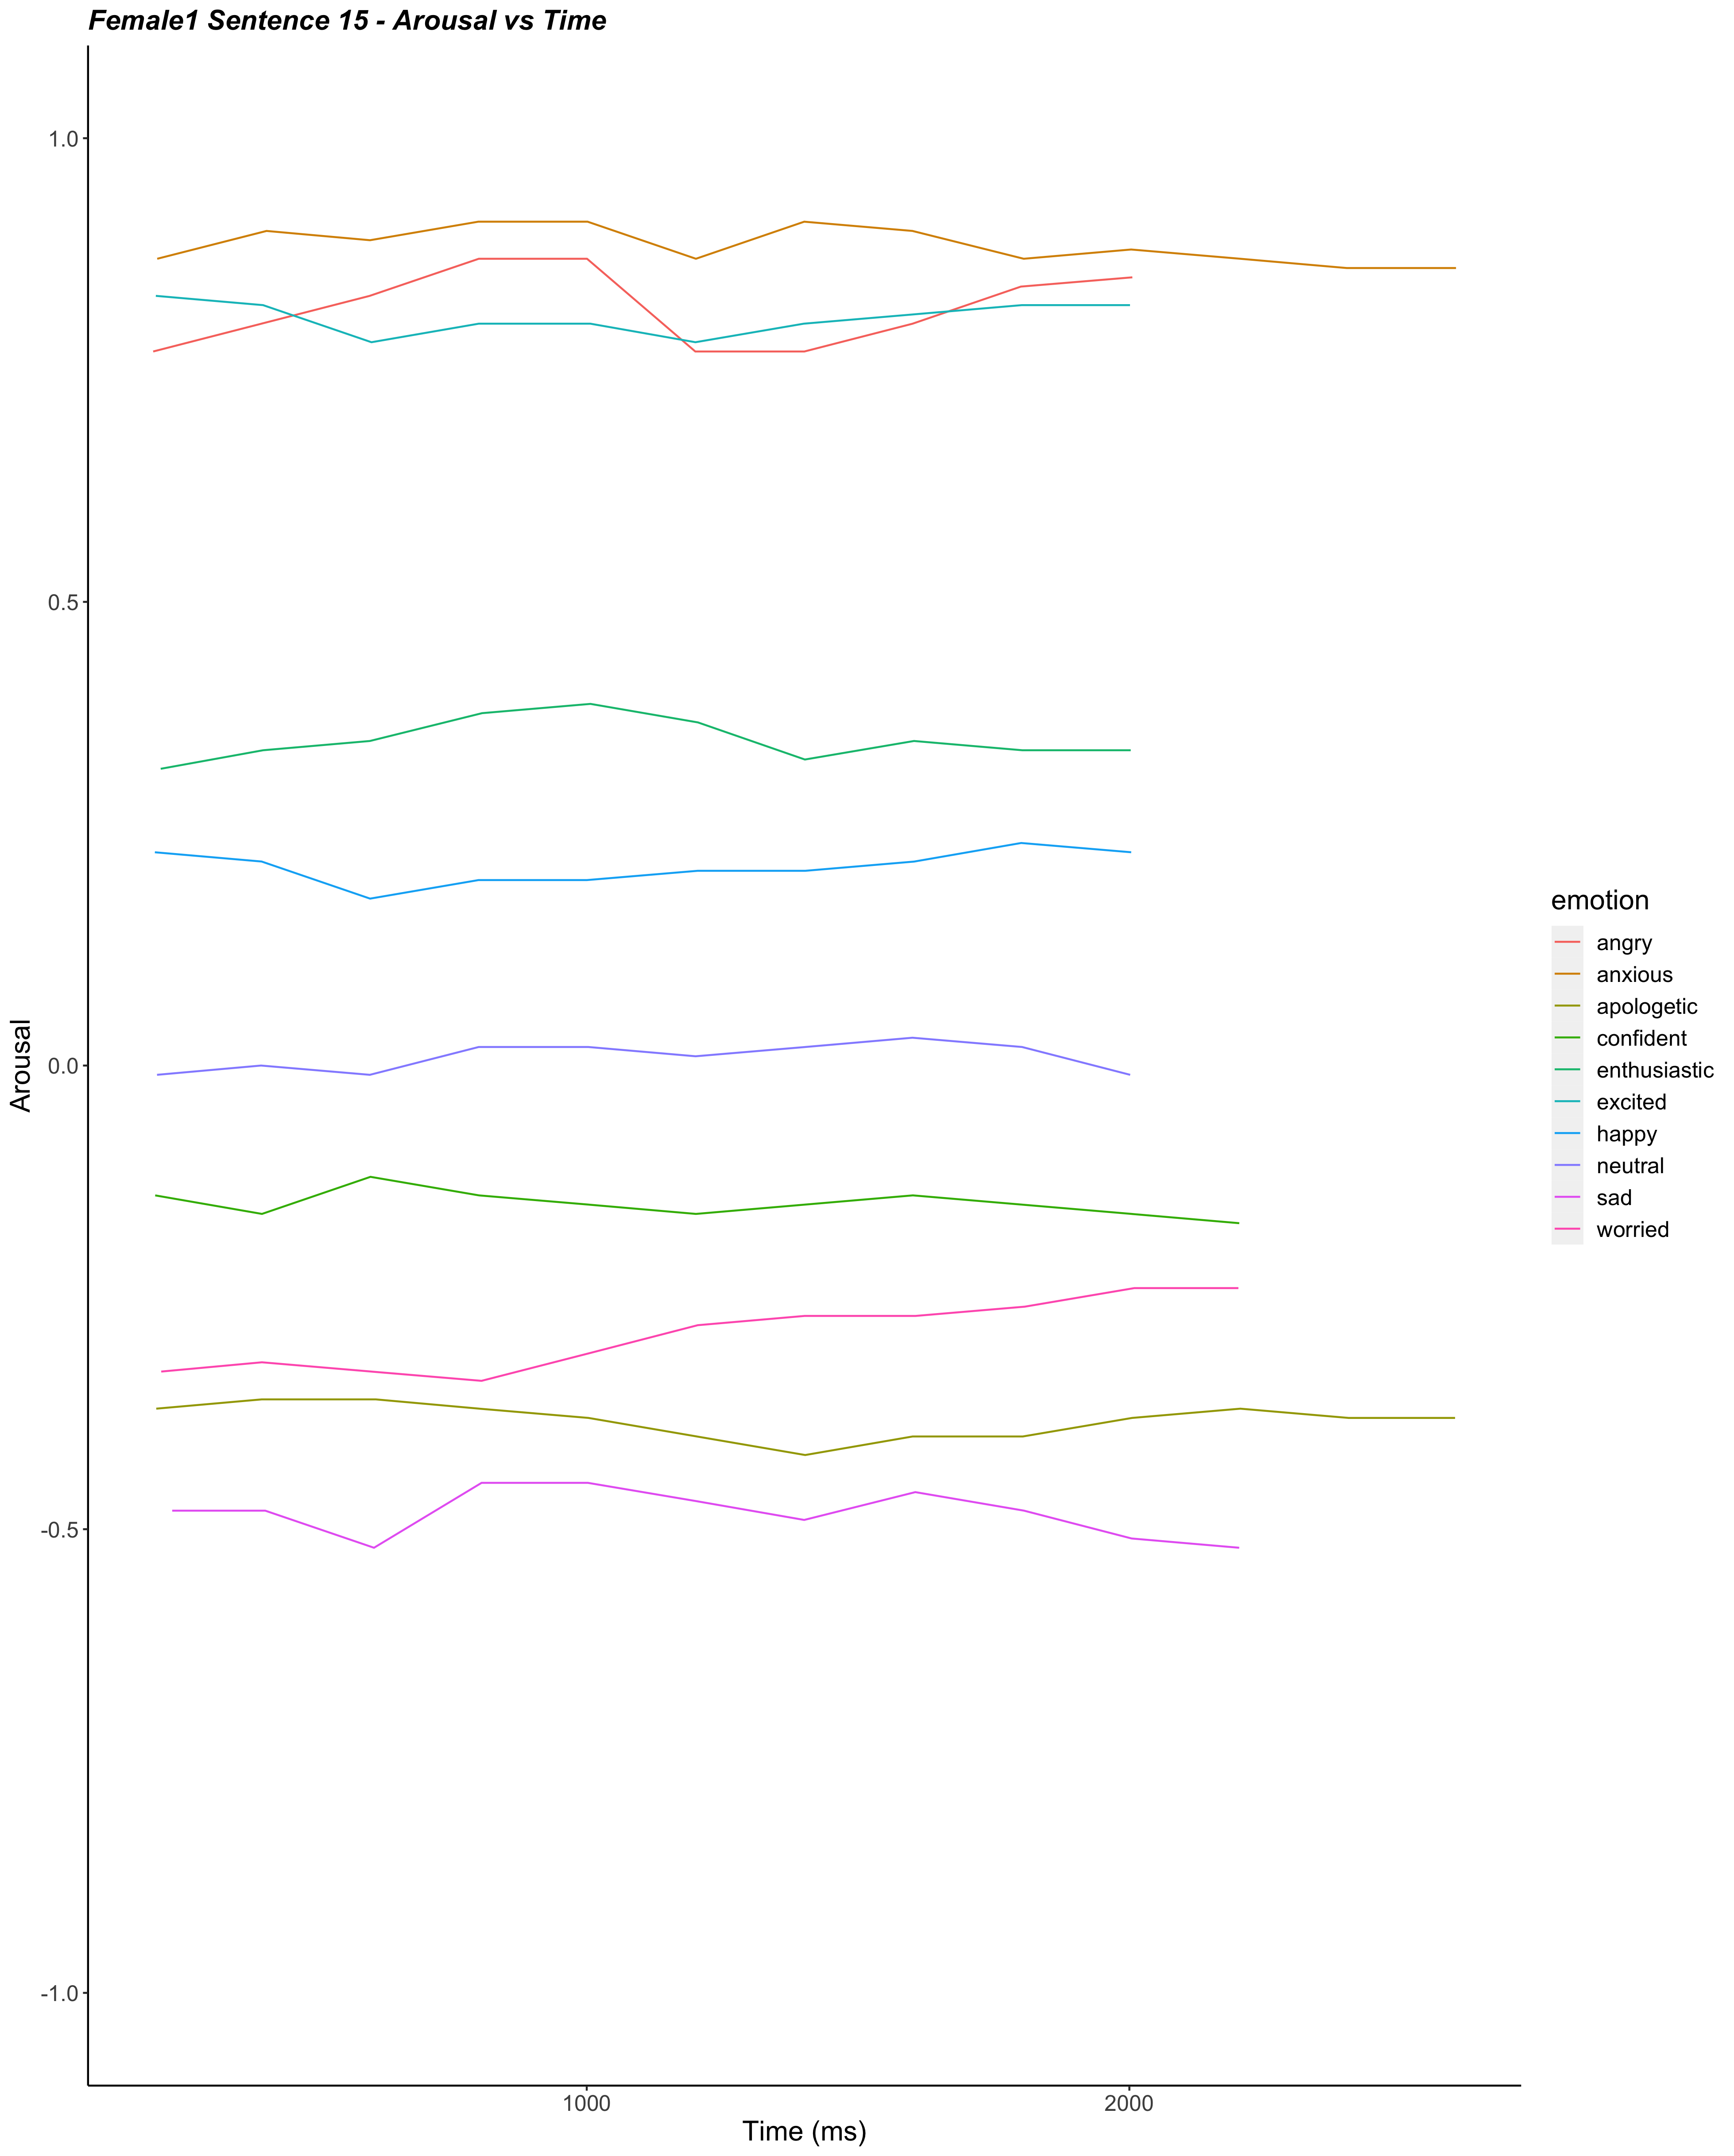 Female1 Sentence 15 - Arousal vs Time
1.0
0.5
0.0
-0.5
-1.0
Arousal
1000
2000
Time (ms)
emotion
angry
anxious
apologetic
confident
enthusiastic
excited
happy
neutral
sad
worried